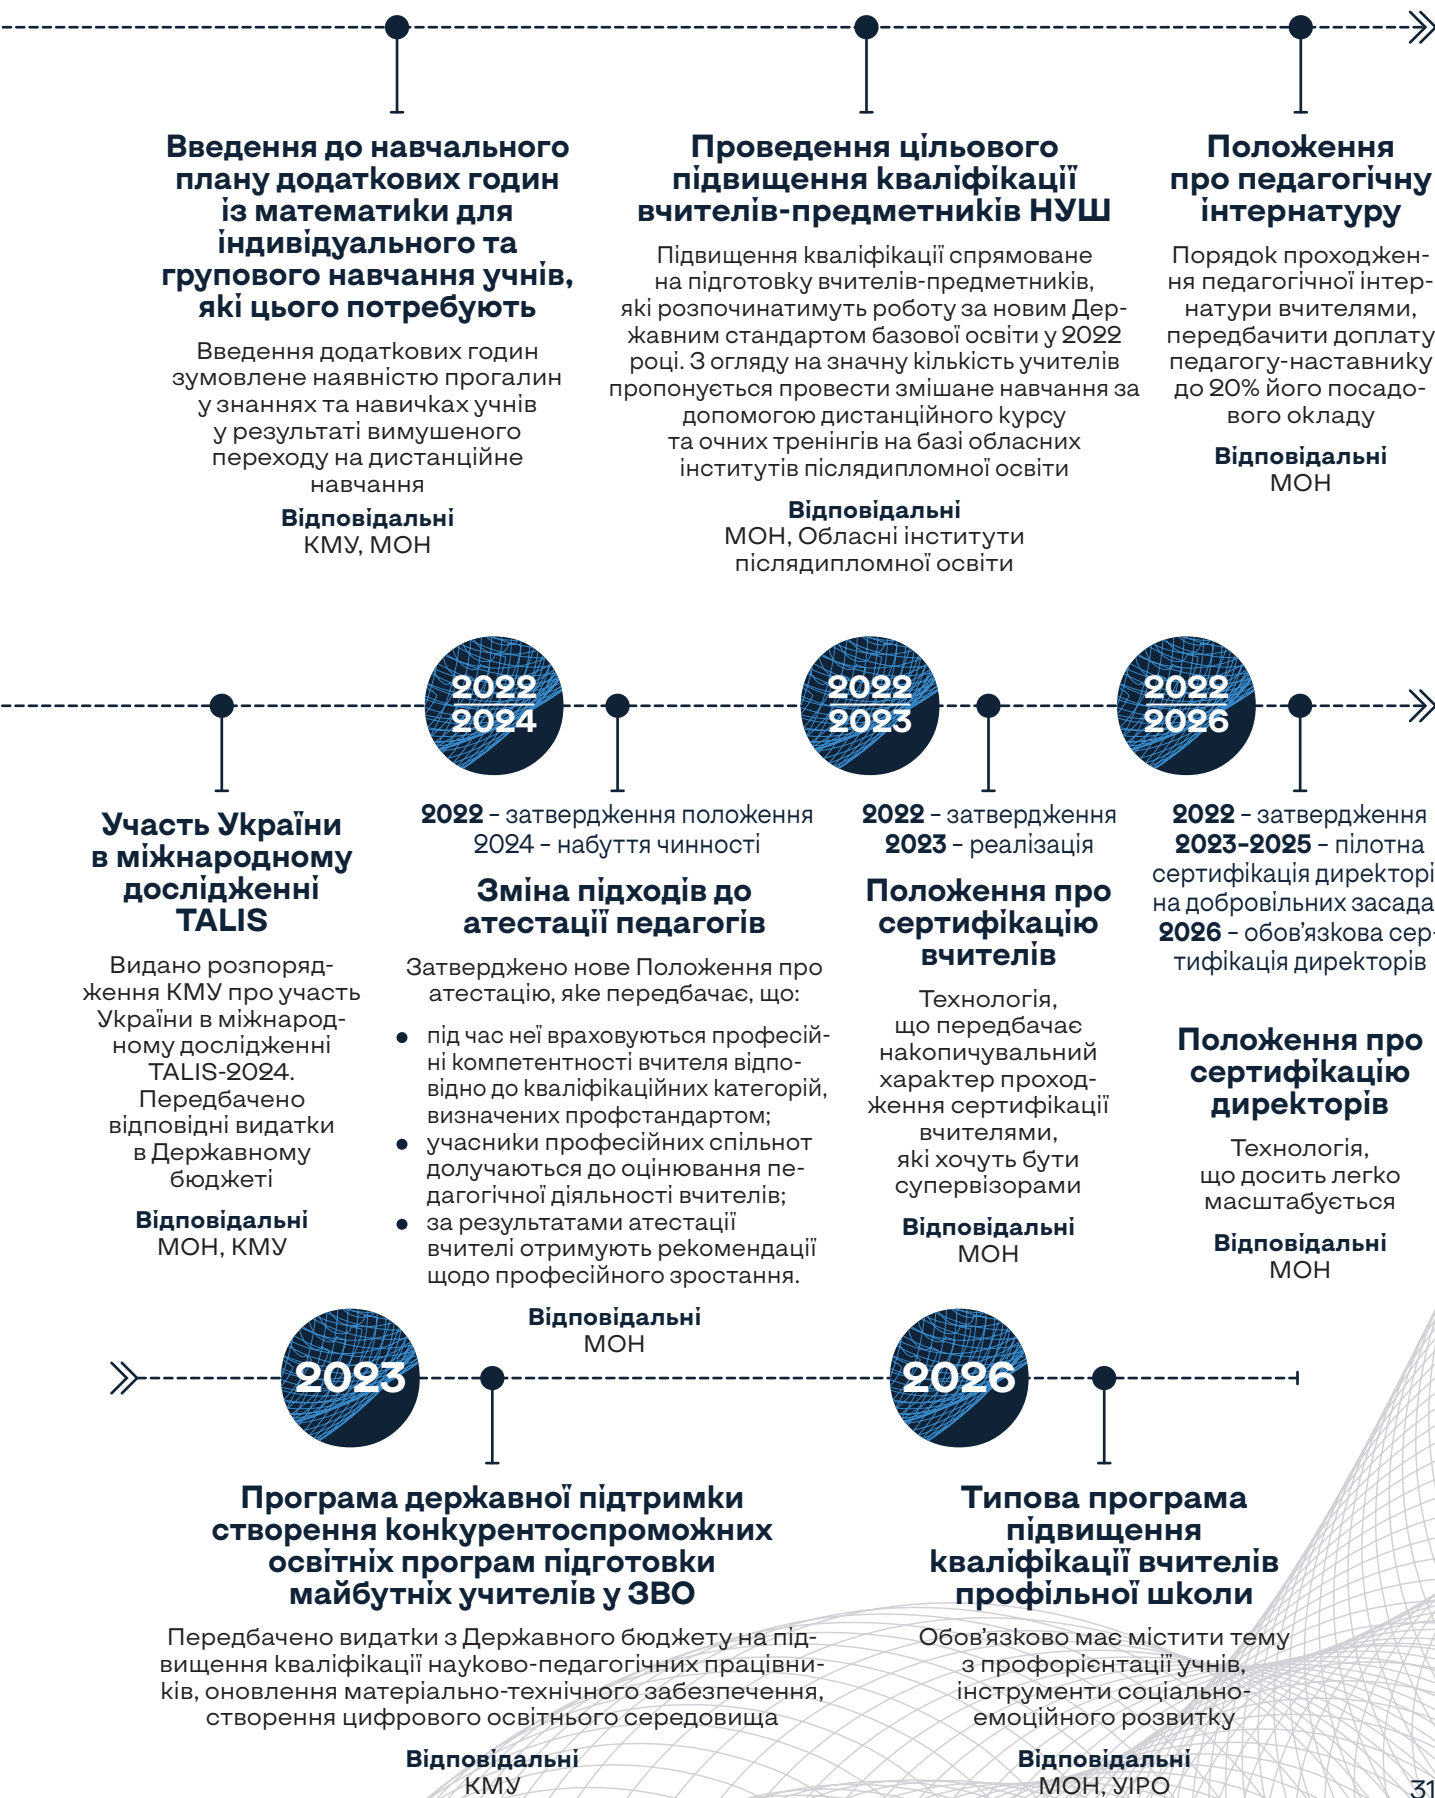 Введення до навчального
плану додаткових годин
із математики для
індивідуального та
групового навчання учнів,
які цього потребують
Введення додаткових годин
зумовлене наявністю прогалин
у знаннях та навичках учнів
у результаті вимушеного
переходу на дистанційне
навчання
Відповідальні
КМУ, МОН
Проведення цільового
підвищення кваліфікації
вчителів-предметників НУШ
Підвищення кваліфікації спрямоване
на підготовку вчителів-предметників,
які розпочинатимуть роботу за новим Дер-
жавним стандартом базової освіти у 2022
році. З огляду на значну кількість учителів
пропонується провести змішане навчання за
допомогою дистанційного курсу
та очних тренінгів на базі обласних
інститутів післядипломної освіти
Відповідальні
МОН, Обласні інститути
післядипломної освіти
Положення
про педагогічну
інтернатуру
Порядок проходжен-
ня педагогічної інтер-
натури вчителями,
передбачити доплату
педагогу-наставнику
до 20% його посадо-
вого окладу
Відповідальні
МОН
Участь України
в міжнародному
дослідженні
TALIS
Видано розпоряд-
ження КМУ про участь
України в міжнарод-
ному дослідженні
TALIS-2024.
Передбачено
відповідні видатки
в Державному
бюджеті
Відповідальні
МОН, КМУ
2022
2024
2022 – затвердження положення
2024 – набуття чинності
Зміна підходів до
атестації педагогів
Затверджено нове Положення про
атестацію, яке передбачає, що:
● під час неї враховуються професій-
ні компетентності вчителя відпо-
відно до кваліфікаційних категорій,
визначених профстандартом;
● учасники професійних спільнот
долучаються до оцінювання пе-
дагогічної діяльності вчителів;
● за результатами атестації
вчителі отримують рекомендації
щодо професійного зростання.
Відповідальні
МОН
2022
2023
2022 – затвердження
2023 – реалізація
Положення про
сертифікацію
вчителів
Технологія,
що передбачає
накопичувальний
характер проход-
ження сертифікації
вчителями,
які хочуть бути
супервізорами
Відповідальні
МОН
2022
2026
2022 – затвердження
2023-2025 – пілотна
сертифікація директорі
на добровільних засада
2026 – обов’язкова сер-
тифікація директорів
Положення про
сертифікацію
директорів
Технологія,
що досить легко
масштабується
Відповідальні
МОН
2023
Програма державної підтримки
створення конкурентоспроможних
освітніх програм підготовки
майбутніх учителів у ЗВО
Передбачено видатки з Державного бюджету на під-
вищення кваліфікації науково-педагогічних працівни-
ків, оновлення матеріально-технічного забезпечення,
створення цифрового освітнього середовища
Відповідальні
КМУ
2026
Типова програма
підвищення
кваліфікації вчителів
профільної школи
Обов’язково має містити тему
з профорієнтації учнів,
інструменти соціально-
емоційного розвитку
Відповідальні
МОН, УІРО
31